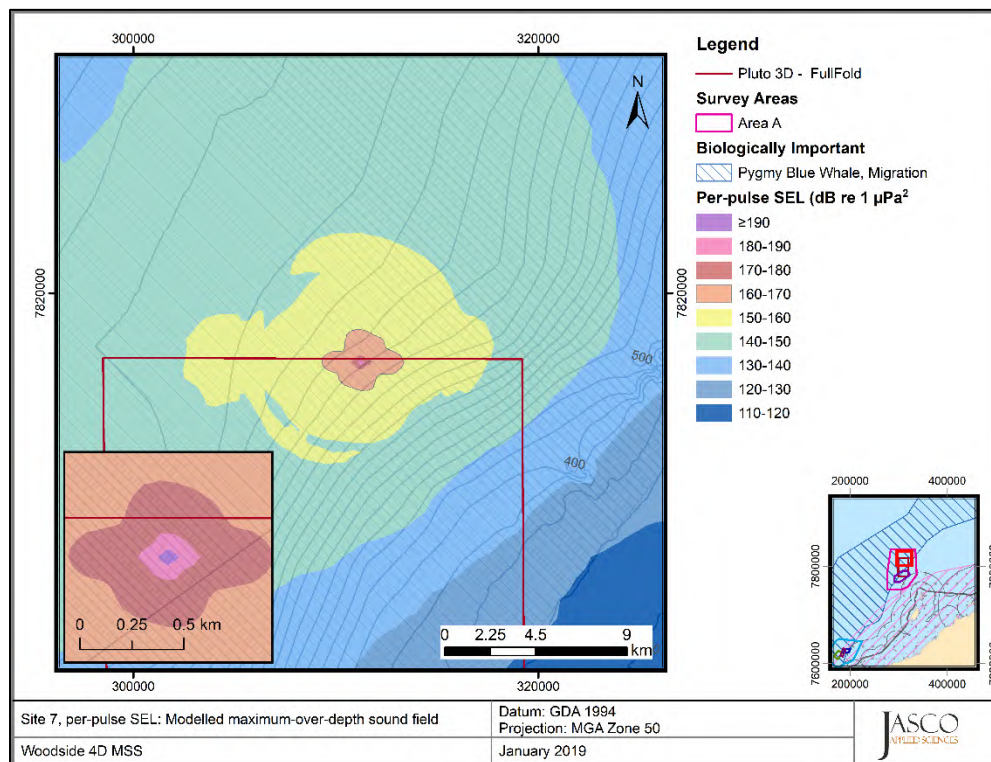 300000
320000
7820000
7820000
N
500
400
0
0.25
0.5 km
0
2.25
4.5
9
km
300000
320000
Legend
Pluto 3D - FullFold
Survey Areas
Area A
Biologically Important
Pygmy Blue Whale, Migration
Per-pulse SEL (dB re 1 µPa²
≥190
180-190
170-180
160-170
150-160
140-150
130-140
120-130
110-120
200000
400000
7800000
7600000
200000
400000
Site 7, per-pulse SEL: Modelled maximum-over-depth sound field
Datum: GDA 1994
Projection: MGA Zone 50
Woodside 4D MSS
January 2019
JASCO
APPLIED SCIENCES